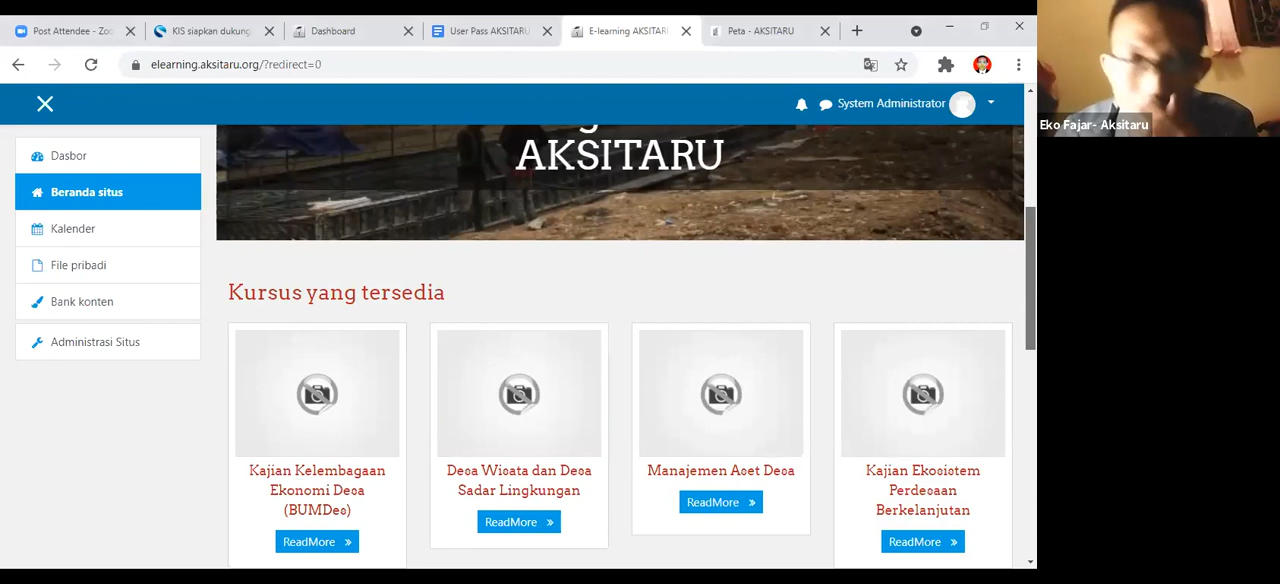 Post Attendee - Zoo
KIS siapkan dukung
Dashboard
User Pass AKSITARU
E-learning AKSITAR
Peta - AKSITARU
elearning.aksitaru.org/?redirect=0
System Administrator
Eko Fajar- Aksitaru
AKSITARU
Dasbor
Beranda situs
Kalender
File pribadi
Bank konten
Administrasi Situs
Kursus yang tersedia
Kajian Kelembagaan
Ekonomi Desa
(BUMDes)
ReadMore »
Desa Wisata dan Desa
Sadar Lingkungan
ReadMore »
Manajemen Aset Desa
ReadMore »
Kajian Ekosistem
Perdesaan
Berkelanjutan
ReadMore »